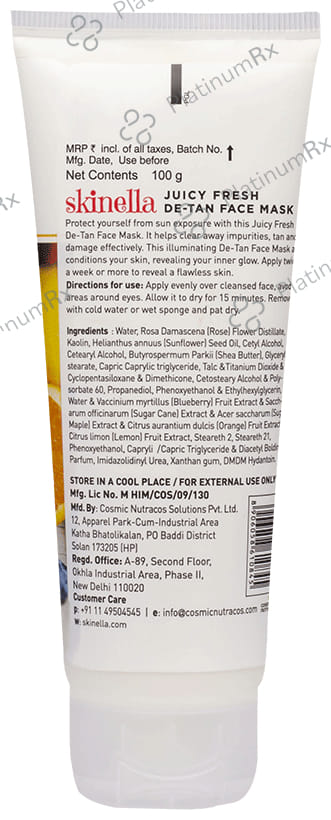 PlatinumRx
MRP ₹ incl. of all taxes, Batch No.
Mfg. Date, Use before
Net Contents 100 g
skinella JUICY FRESH
DE-TAN FACE MASK
Protect yourself from sun exposure with this Juicy Fresh
De-Tan Face Mask. It helps clear away impurities, tan and
damage effectively. This illuminating De-Tan Face Mask a
conditions your skin, revealing your inner glow. Apply twi
a week or more to reveal a flawless skin.
Directions for use: Apply evenly over cleansed face, avoid
areas around eyes. Allow it to dry for 15 minutes. Remov
with cold water or wet sponge and pat dry.
Ingredients : Water, Rosa Damascena (Rose) Flower Distillate,
Kaolin, Helianthus annuus (Sunflower) Seed Oil, Cetyl Alcohol,
Cetearyl Alcohol, Butyrospermum Parkii (Shea Butter), Glyceryl
stearate, Capric Caprylic triglyceride, Talc &Titanium Dioxide &
Cyclopentasiloxane & Dimethicone, Cetostearyl Alcohol & Poly-
sorbate 60, Propanediol, Phenoxyethanol & Ethylhexylglycerin,
Water & Vaccinium myrtillus (Blueberry) Fruit Extract & Sacch-
arum officinarum (Sugar Cane) Extract & Acer saccharum (Sug
Maple) Extract & Citrus aurantium dulcis (Orange) Fruit Extract
Citrus limon (Lemon) Fruit Extract, Steareth 2, Steareth 21,
Phenoxyethanol, Capryli /Capric Triglyceride & Diacetyl Boldin
Parfum, Imidazolidinyl Urea, Xanthan gum, DMDM Hydantoin.
STORE IN A COOL PLACE / FOR EXTERNAL USE ONLY
Mfg. Lic No. M HIM/COS/09/130
Mfd. By: Cosmic Nutracos Solutions Pvt. Ltd.
12, Apparel Park-Cum-Industrial Area
Katha Bhatolikalan, PO Baddi District
Solan 173205 (HP)
Regd. Office: A-89, Second Floor,
Okhla Industrial Area, Phase II,
New Delhi 110020
Customer Care
p: +91 11 49504545 | e: info@cosmicnutracos.com
w: skinella.com